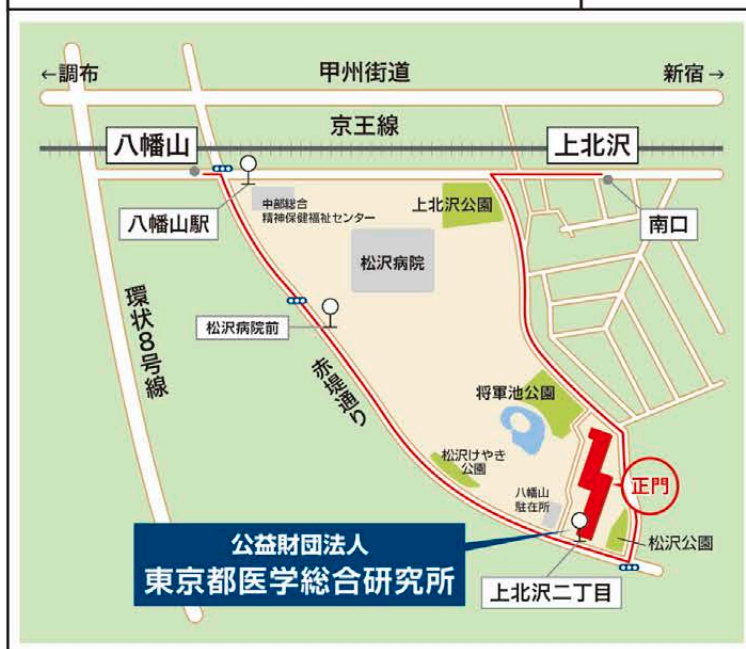 ←調布
甲州街道
新宿→
京王線
八幡山
上北沢
八幡山駅
中部総合
精神保健福祉センター
上北沢公園
南口
松沢病院
環状8号線
松沢病院前
赤堤通り
将軍池公園
松沢けやき
公園
八幡山
駐在所
正門
公益財団法人
東京都医学総合研究所
松沢公園
上北沢二丁目